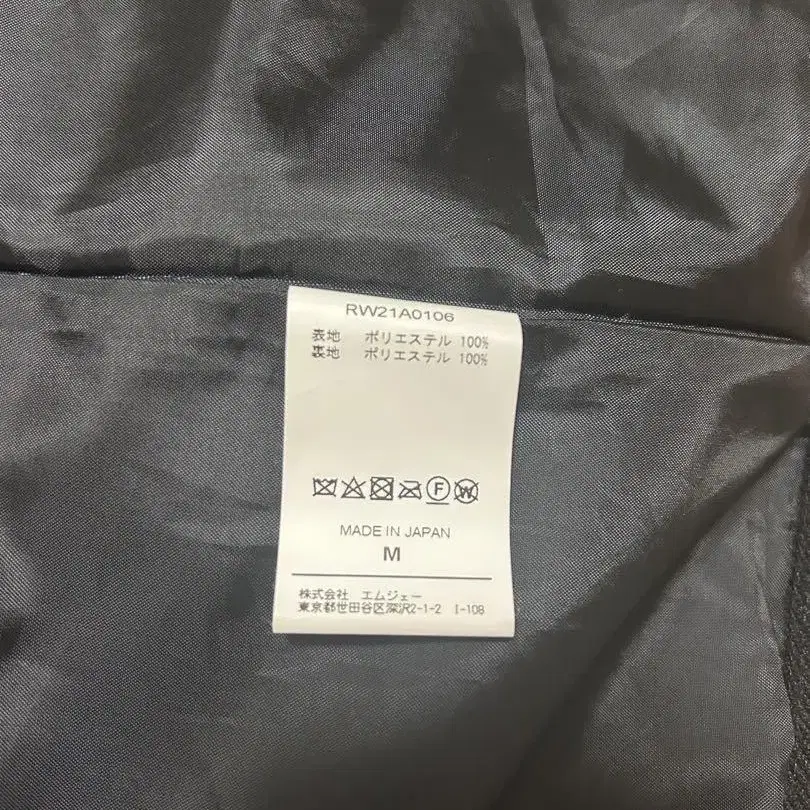 RW21A0106
表地 ポリエステル 100%
裏地 ポリエステル 100%
F W
MADE IN JAPAN
M
株式会社 エムジェー
東京都世田谷区深沢2-1-2 I-108